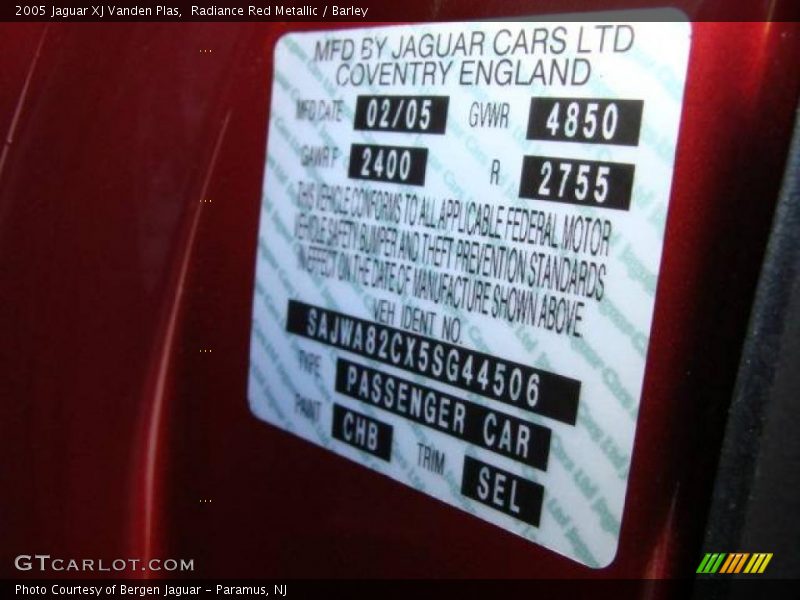 2005 Jaguar XJ Vanden Plas, Radiance Red Metallic / Barley
MFD BY JAGUAR CARS LTD
COVENTRY ENGLAND
MFD DATE 02/05 GVWR 4850
GAWR F 2400 R 2755
THIS VEHICLE CONFORMS TO ALL APPLICABLE FEDERAL MOTOR
VEHICLE SAFETY BUMPER AND THEFT PREVENTION STANDARDS
IN EFFECT ON THE DATE OF MANUFACTURE SHOWN ABOVE
VEH IDENT NO.
SAJWA82CX5SG44506
TYPE PASSENGER CAR
PAINT CHB TRIM SEL
GTCARLOT.COM
Photo Courtesy of Bergen Jaguar - Paramus, NJ